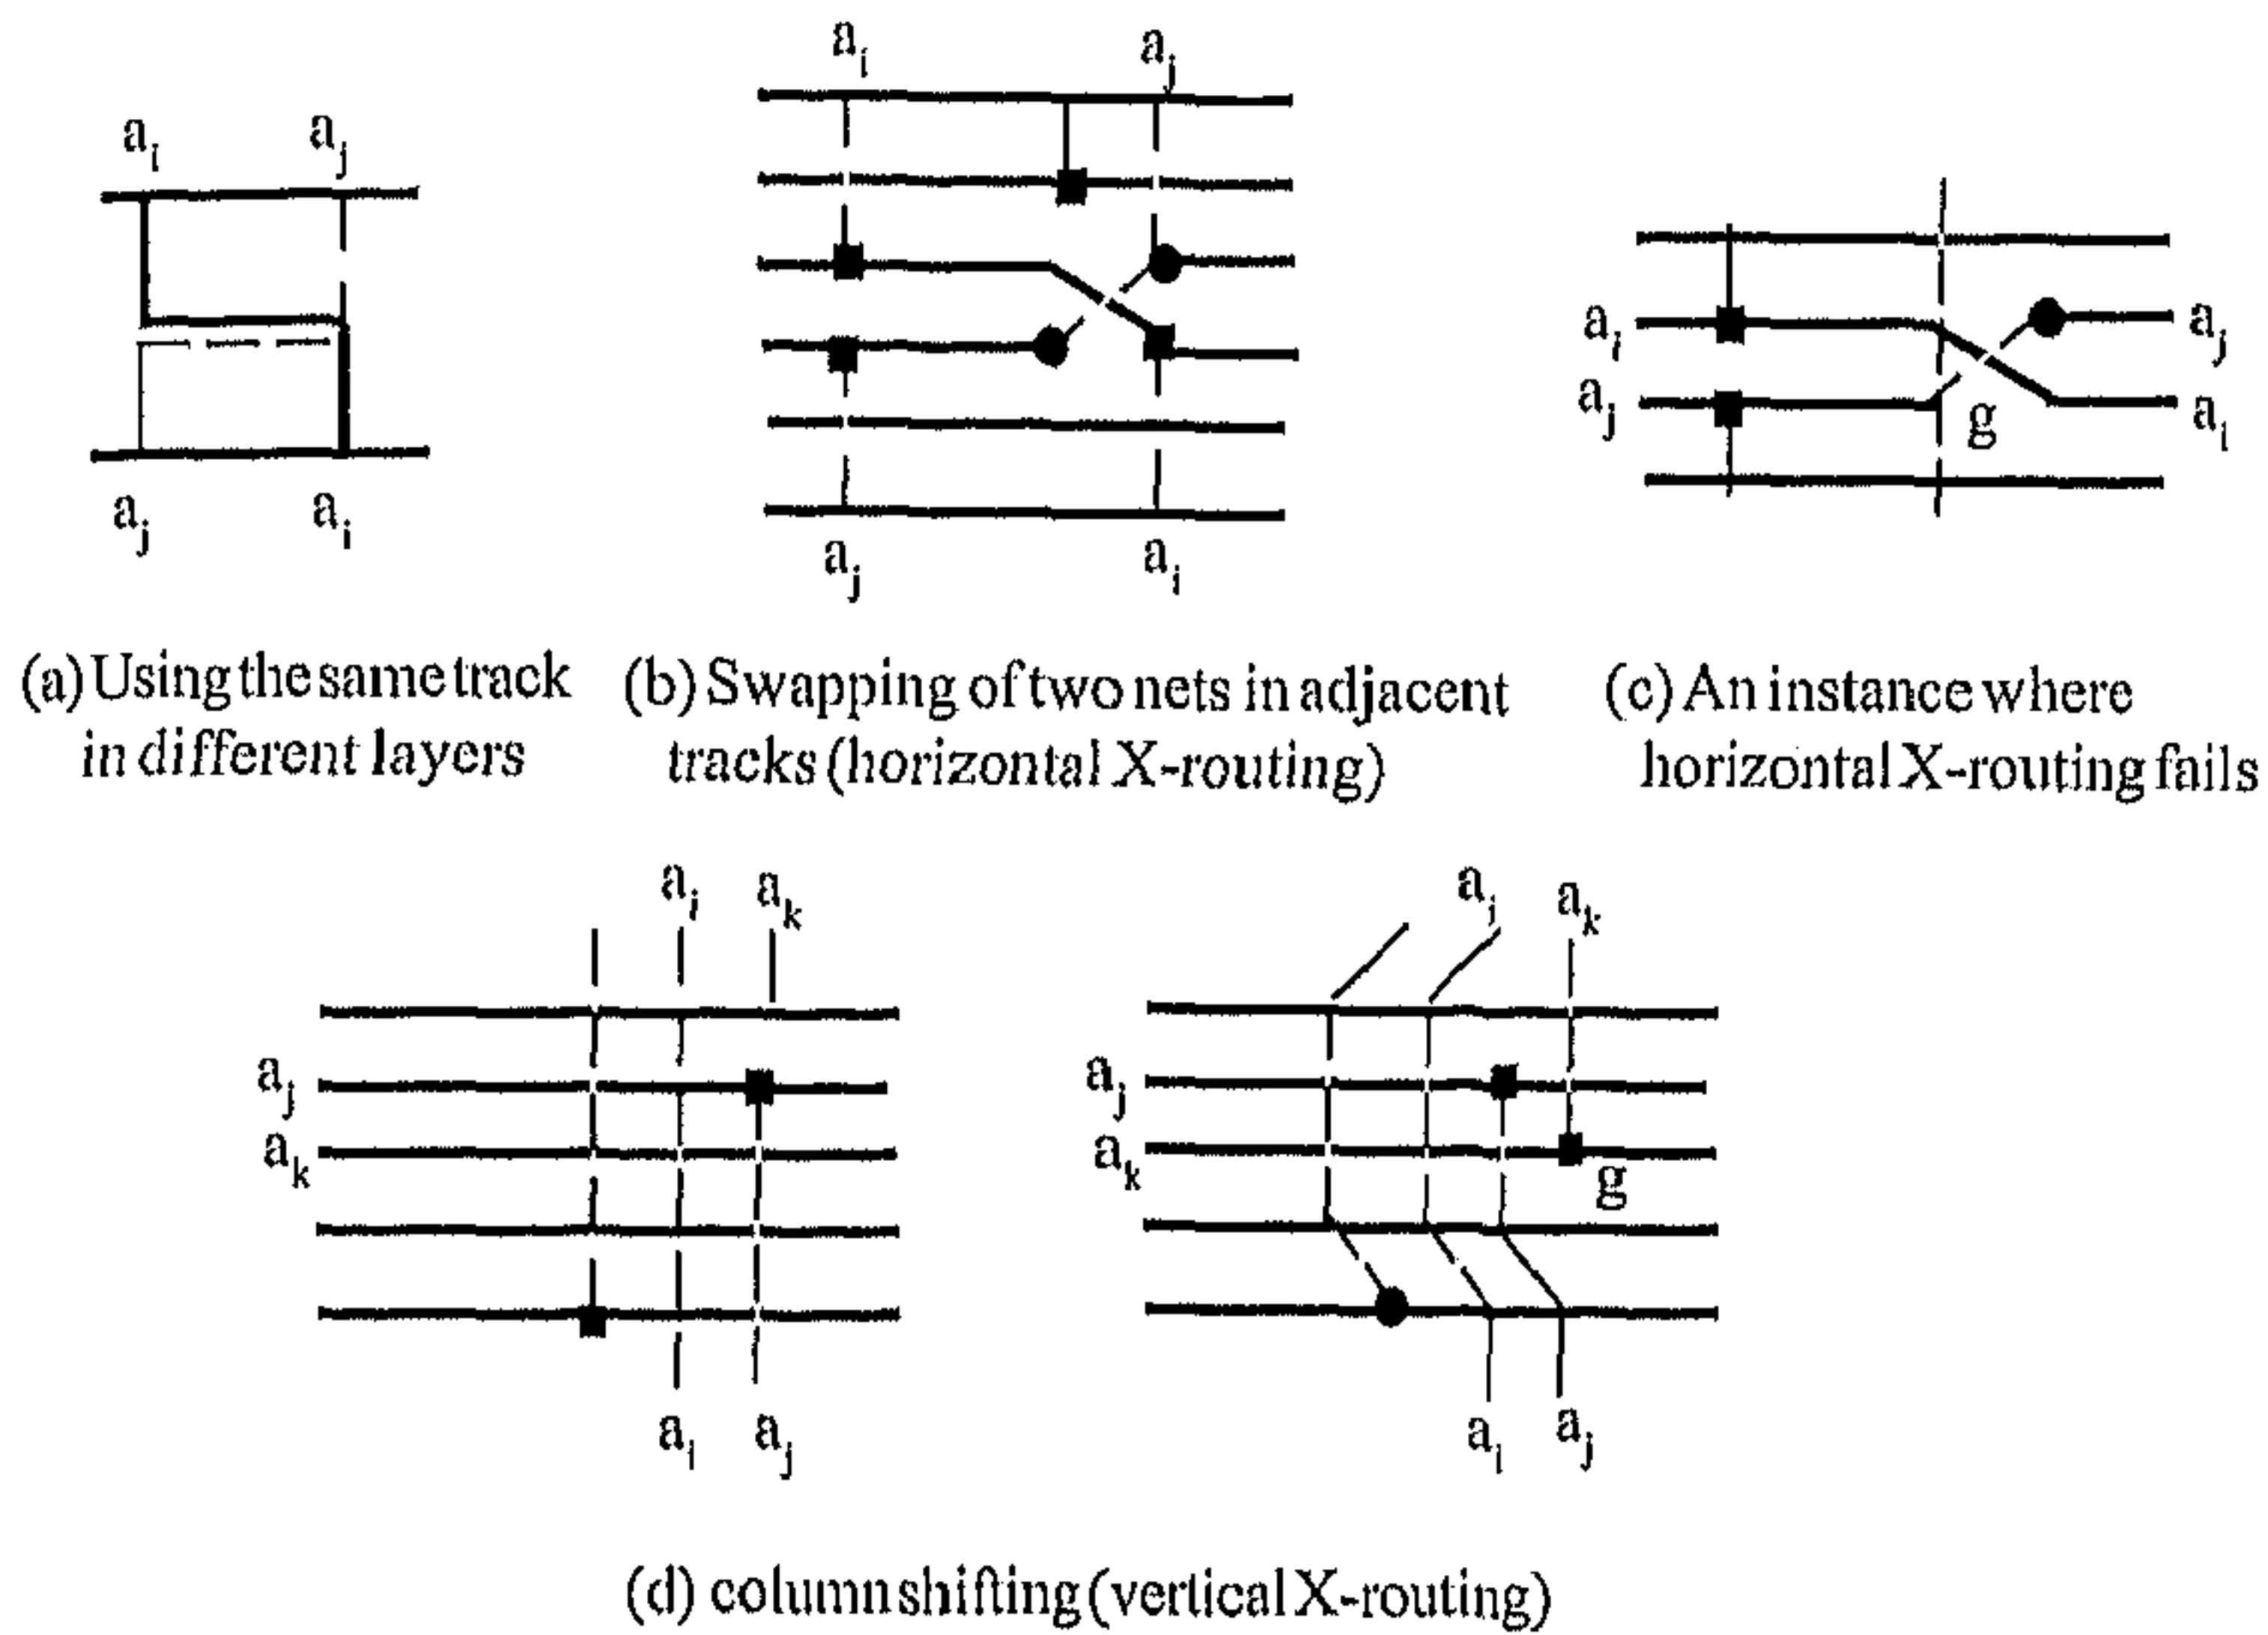 a_i a_j
a_j a_i
a_i a_j
a_j a_i
a_i a_j
a_j g a_i
(a) Using the same track
in different layers
(b) Swapping of two nets in adjacent
tracks (horizontal X-routing)
(c) An instance where
horizontal X-routing fails
a_i a_k
a_j
a_k
a_i a_j
a_i a_k
a_j
a_k g
a_i a_j
(d) column shifting (vertical X-routing)